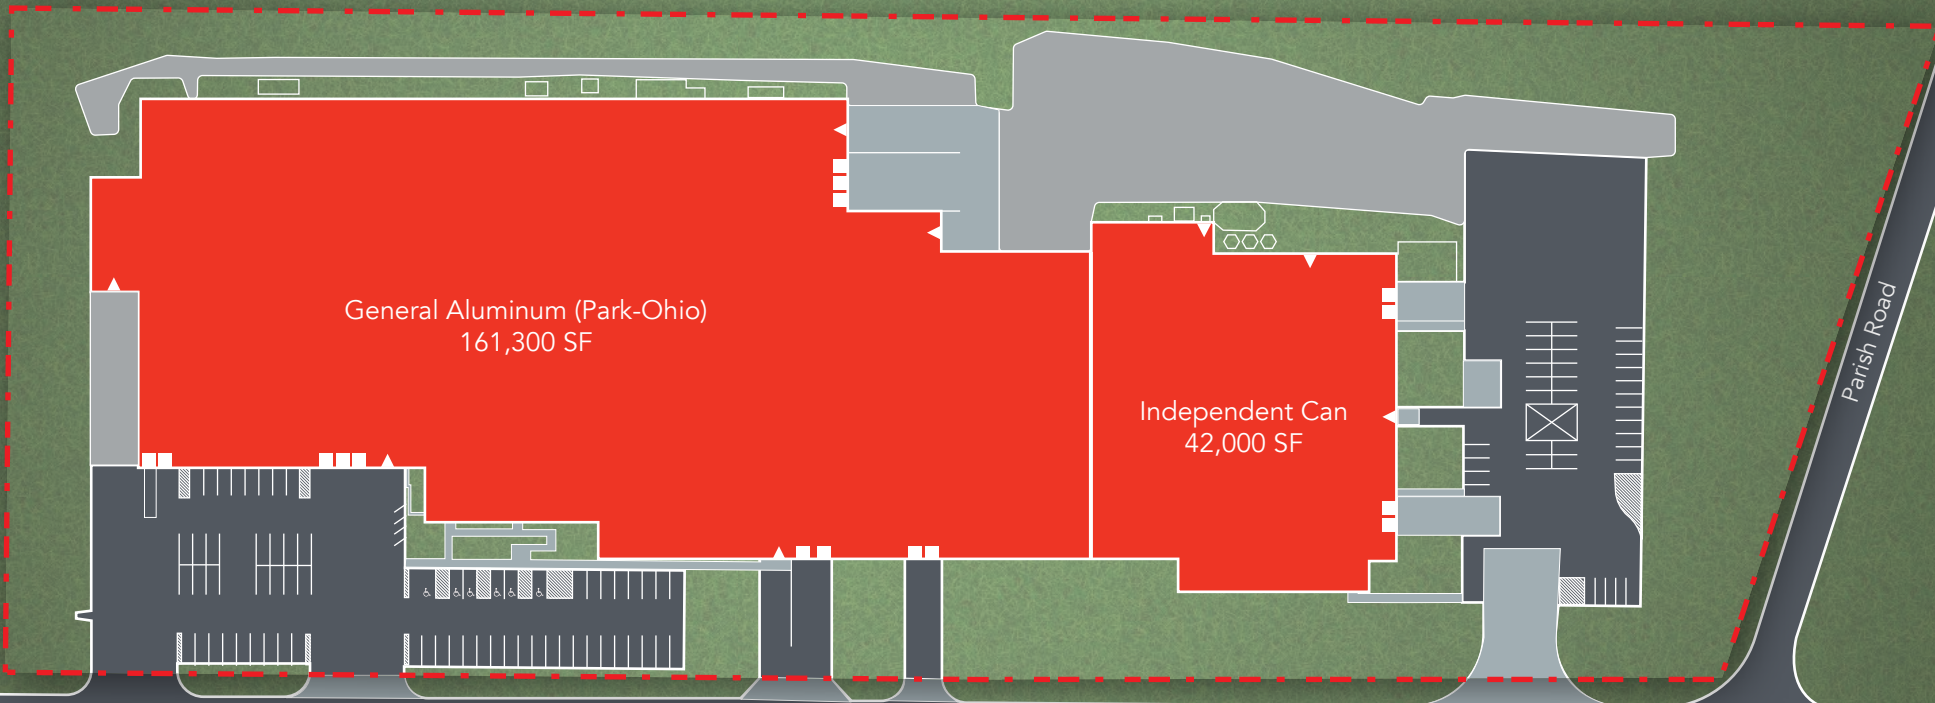 General Aluminum (Park-Ohio)
161,300 SF
Independent Can
42,000 SF
Parish Road